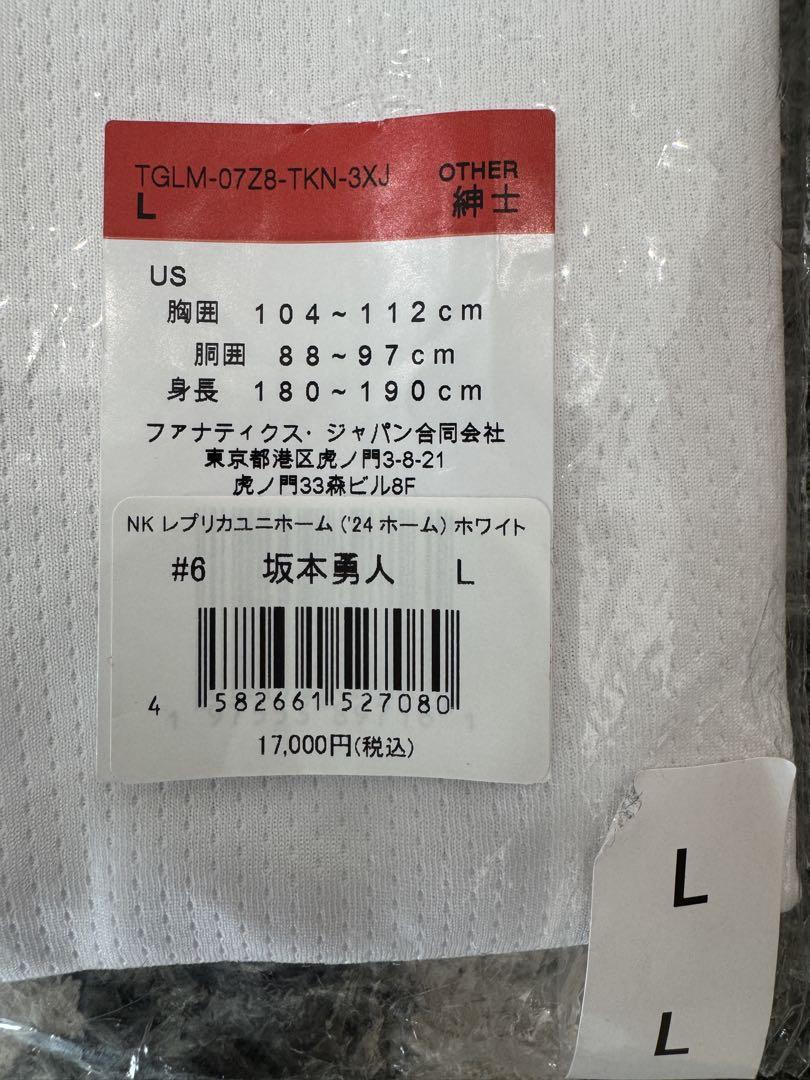 TGLM-07Z8-TKN-3XJ OTHER
L 紳士
US
胸囲 104~112cm
胴囲 88~97cm
身長 180~190cm
ファナティクス・ジャパン合同会社
東京都港区虎ノ門3-8-21
虎ノ門33森ビル8F
NK レプリカユニホーム ('24 ホーム) ホワイト
#6 坂本勇人 L
4 582661 527080
17,000円(税込)
L
L